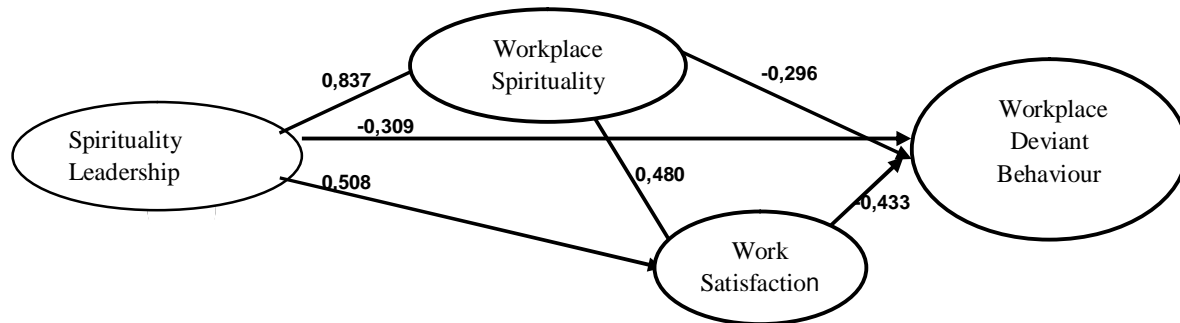 Workplace
Spirituality
0,837
-0,296
Spirituality
Leadership
-0,309
Workplace
Deviant
Behaviour
0,508
0,480
-0,433
Work
Satisfaction